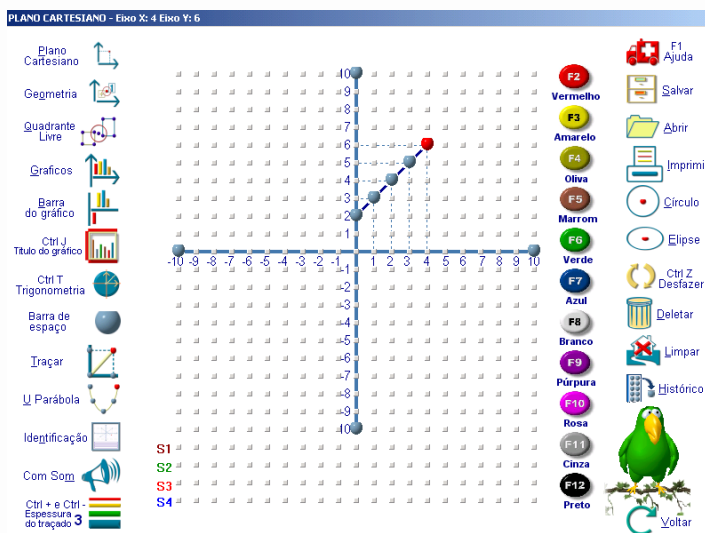 PLANO CARTESIANO - Eixo X: 4 Eixo Y: 6
Plano
Cartesiano
Geometria
Quadrante
Livre
Graficos
Barra
do gráfico
Ctrl J
Titulo do gráfico
Ctrl T
Trigonometria
Barra de
espaço
Traçar
U Parábola
Identificação
Com Som
Ctrl + e Ctrl -
Espessura
do traçado 3
10
9
8
7
6
5
4
3
2
-10 -9 -8 -7 -6 -5 -4 -3 -2 -1 1 2 3 4 5 6 7 8 9 10
-1
-2
-3
-4
-5
-6
-7
-8
-9
10
S1
S2
S3
S4
F2
Vermelho
F3
Amarelo
F4
Oliva
F5
Marrom
F6
Verde
F7
Azul
F8
Branco
F9
Púrpura
F10
Rosa
F11
Cinza
F12
Preto
F1
Ajuda
Salvar
Abrir
Imprimi
Círculo
Elipse
Ctrl Z
Desfazer
Deletar
Limpar
Histórico
Voltar